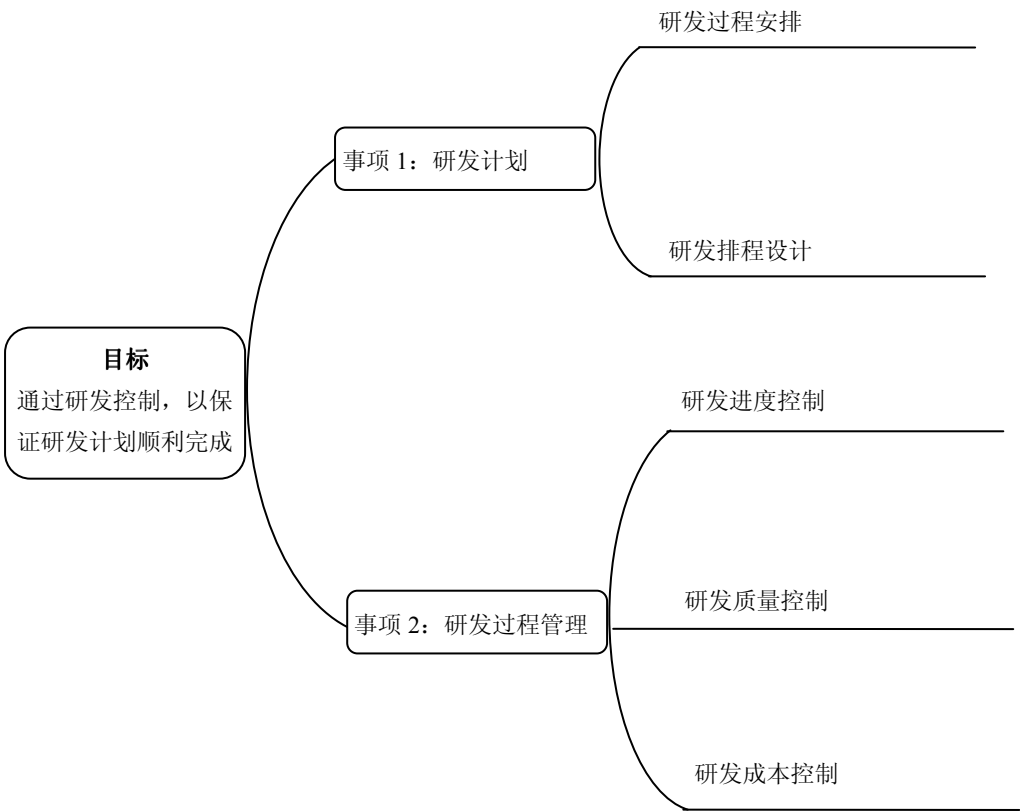 研发过程安排
事项 1：研发计划
研发排程设计
目标
通过研发控制，以保
证研发计划顺利完成
研发进度控制
研发质量控制
事项 2：研发过程管理
研发成本控制